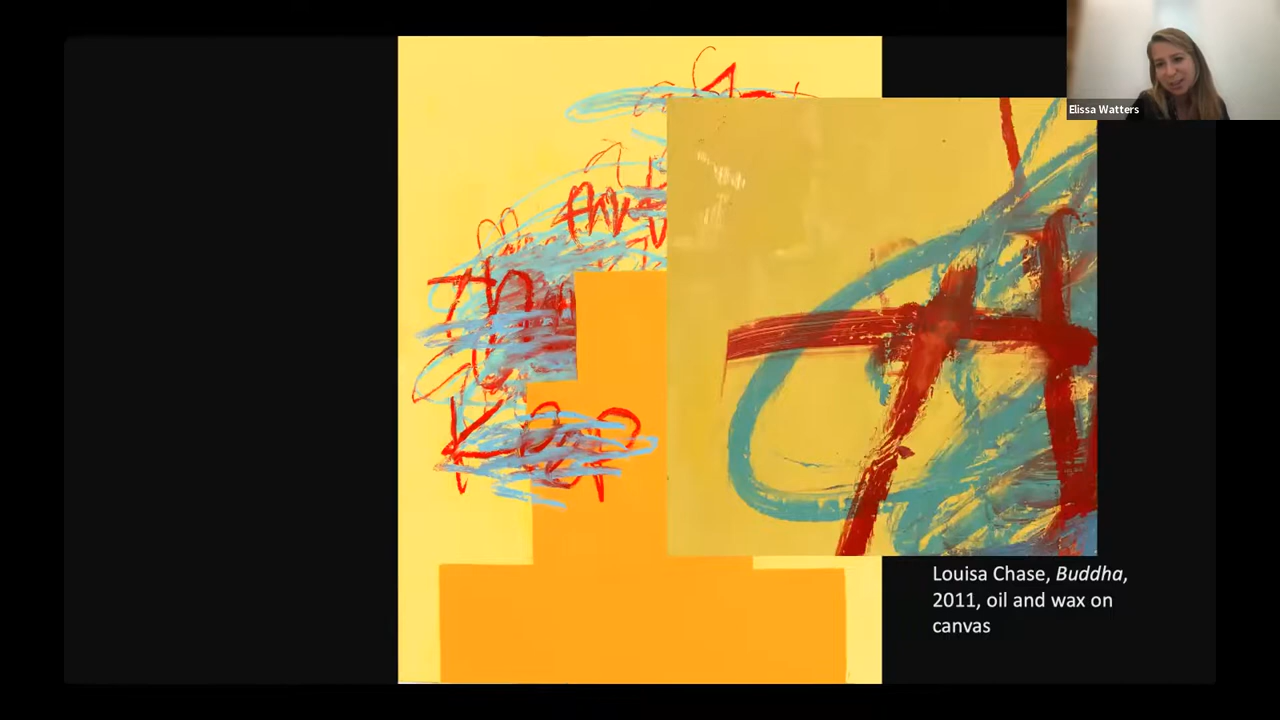 Elissa Watters
Louisa Chase, Buddha,
2011, oil and wax on
canvas